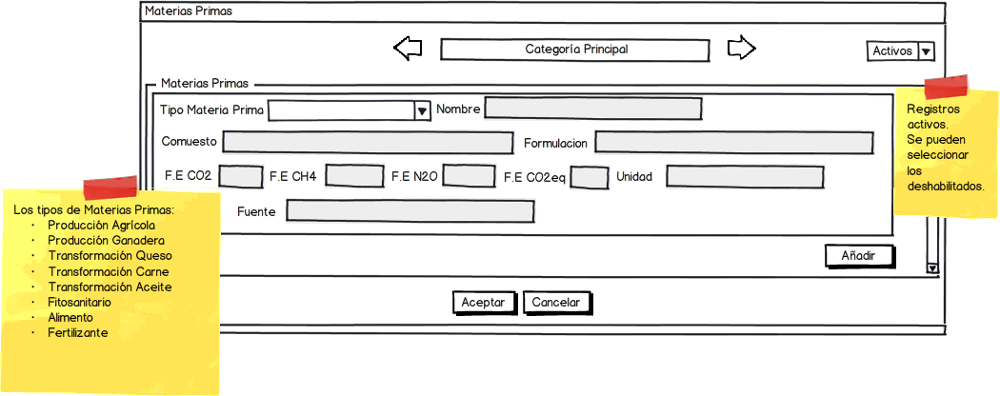 Materias Primas
Categoría Principal
Activos
Materias Primas
Tipo Materia Prima
Nombre
Comuesto
Formulacion
F.E CO2
F.E CH4
F.E N2O
F.E CO2eq
Unidad
Fuente
Añadir
Aceptar
Cancelar
Registros
activos.
Se pueden
seleccionar
los
deshabilitados.
Los tipos de Materias Primas:
· Producción Agrícola
· Producción Ganadera
· Transformación Queso
· Transformación Carne
· Transformación Aceite
· Fitosanitario
· Alimento
· Fertilizante